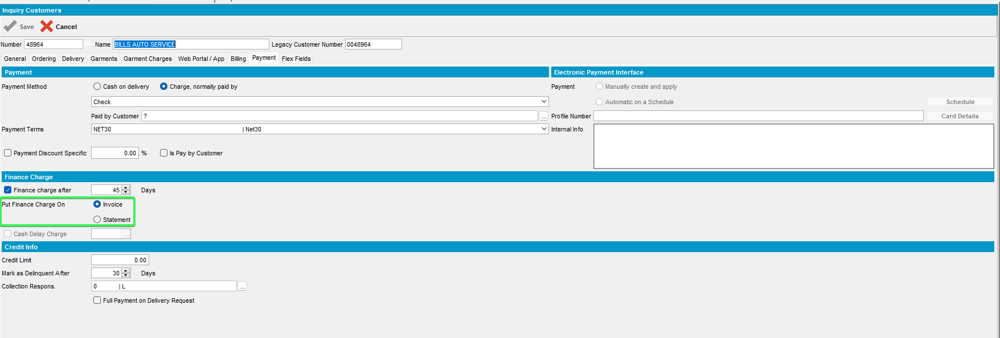 Inquiry Customers
Save Cancel
Number 48964 ... Name BILLS AUTO SERVICE Legacy Customer Number 0048964
General Ordering Delivery Garments Garment Charges Web Portal / App Billing Payment Flex Fields
Payment Electronic Payment Interface
Payment Method Cash on delivery Charge, normally paid by Payment Manually create and apply
Check Automatic on a Schedule Schedule
Paid by Customer ? ... Profile Number Card Details
Payment Terms NET30 | Net30 Internal Info
Payment Discount Specific 0.00 % Is Pay by Customer
Finance Charge
Finance charge after 45 Days
Put Finance Charge On Invoice
Statement
Cash Delay Charge ...
Credit Info
Credit Limit 0.00
Mark as Delinquent After 30 Days
Collection Respons. 0 | L ...
Full Payment on Delivery Request